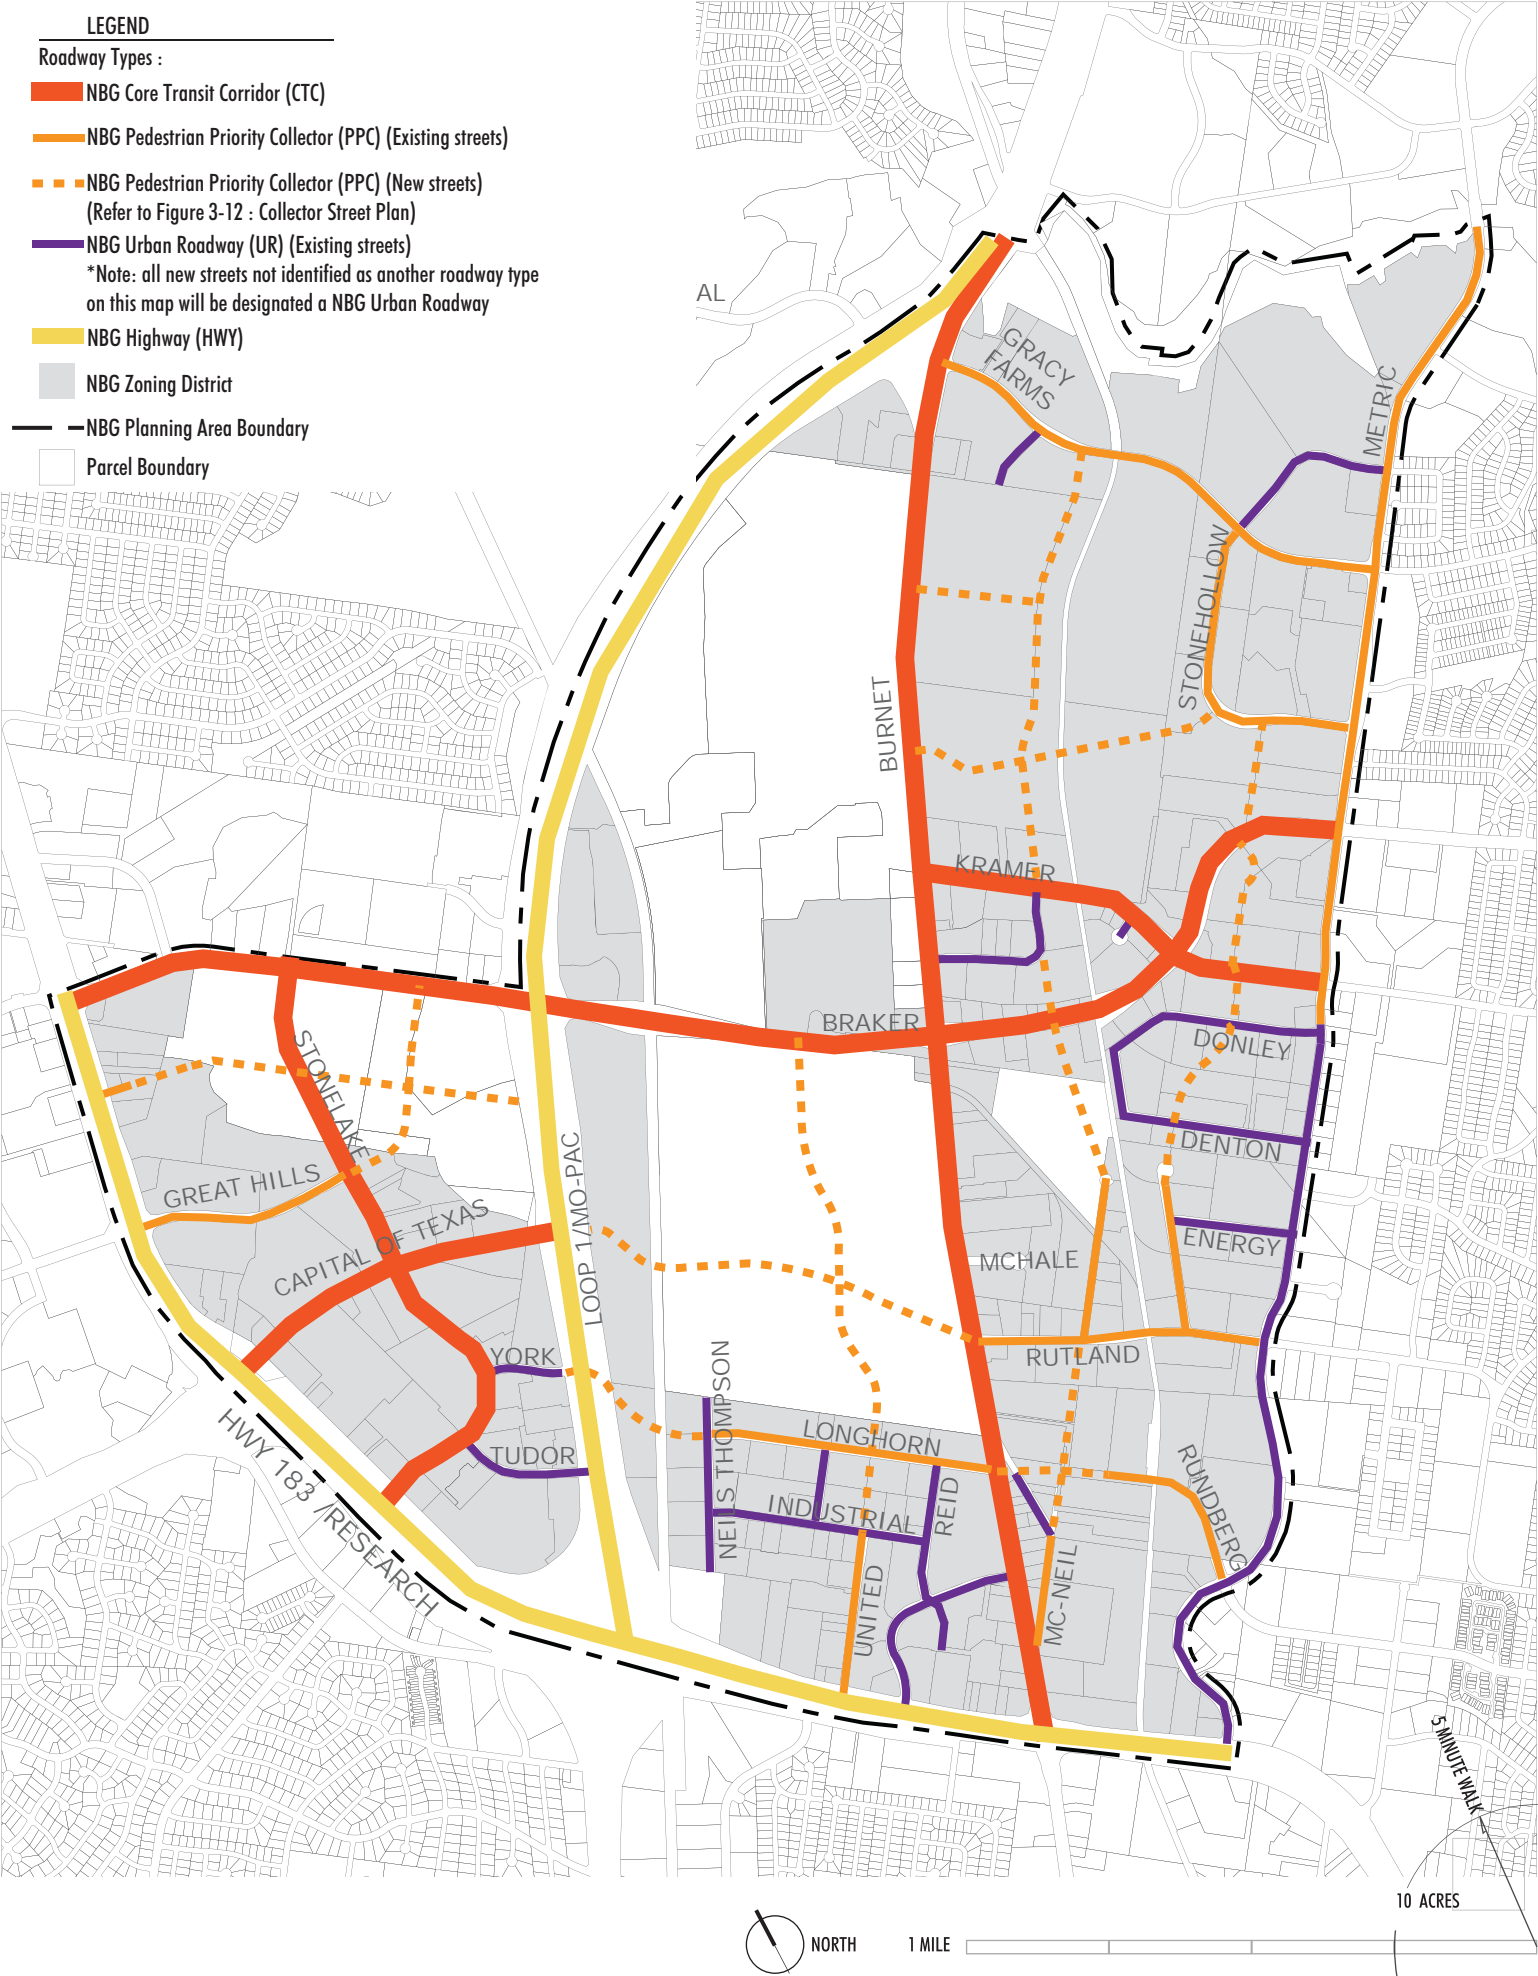 LEGEND
Roadway Types :
NBG Core Transit Corridor (CTC)
NBG Pedestrian Priority Collector (PPC) (Existing streets)
NBG Pedestrian Priority Collector (PPC) (New streets)
(Refer to Figure 3-12 : Collector Street Plan)
NBG Urban Roadway (UR) (Existing streets)
*Note: all new streets not identified as another roadway type
on this map will be designated a NBG Urban Roadway
NBG Highway (HWY)
NBG Zoning District
NBG Planning Area Boundary
Parcel Boundary
AL
GRACY
FARMS
METRIC
STONEHOLLOW
BURNET
KRAMER
BRAKER
DONLEY
STONELAKE
DENTON
GREAT HILLS
CAPITAL OF TEXAS
LOOP 1/MO-PAC
ENERGY
MCHALE
YORK
RUTLAND
NEILS THOMPSON
LONGHORN
TUDOR
HWY 183 /RESEARCH
INDUSTRIAL
REID
RUNDBERG
UNITED
MC-NEIL
5 MINUTE WALK
10 ACRES
NORTH
1 MILE